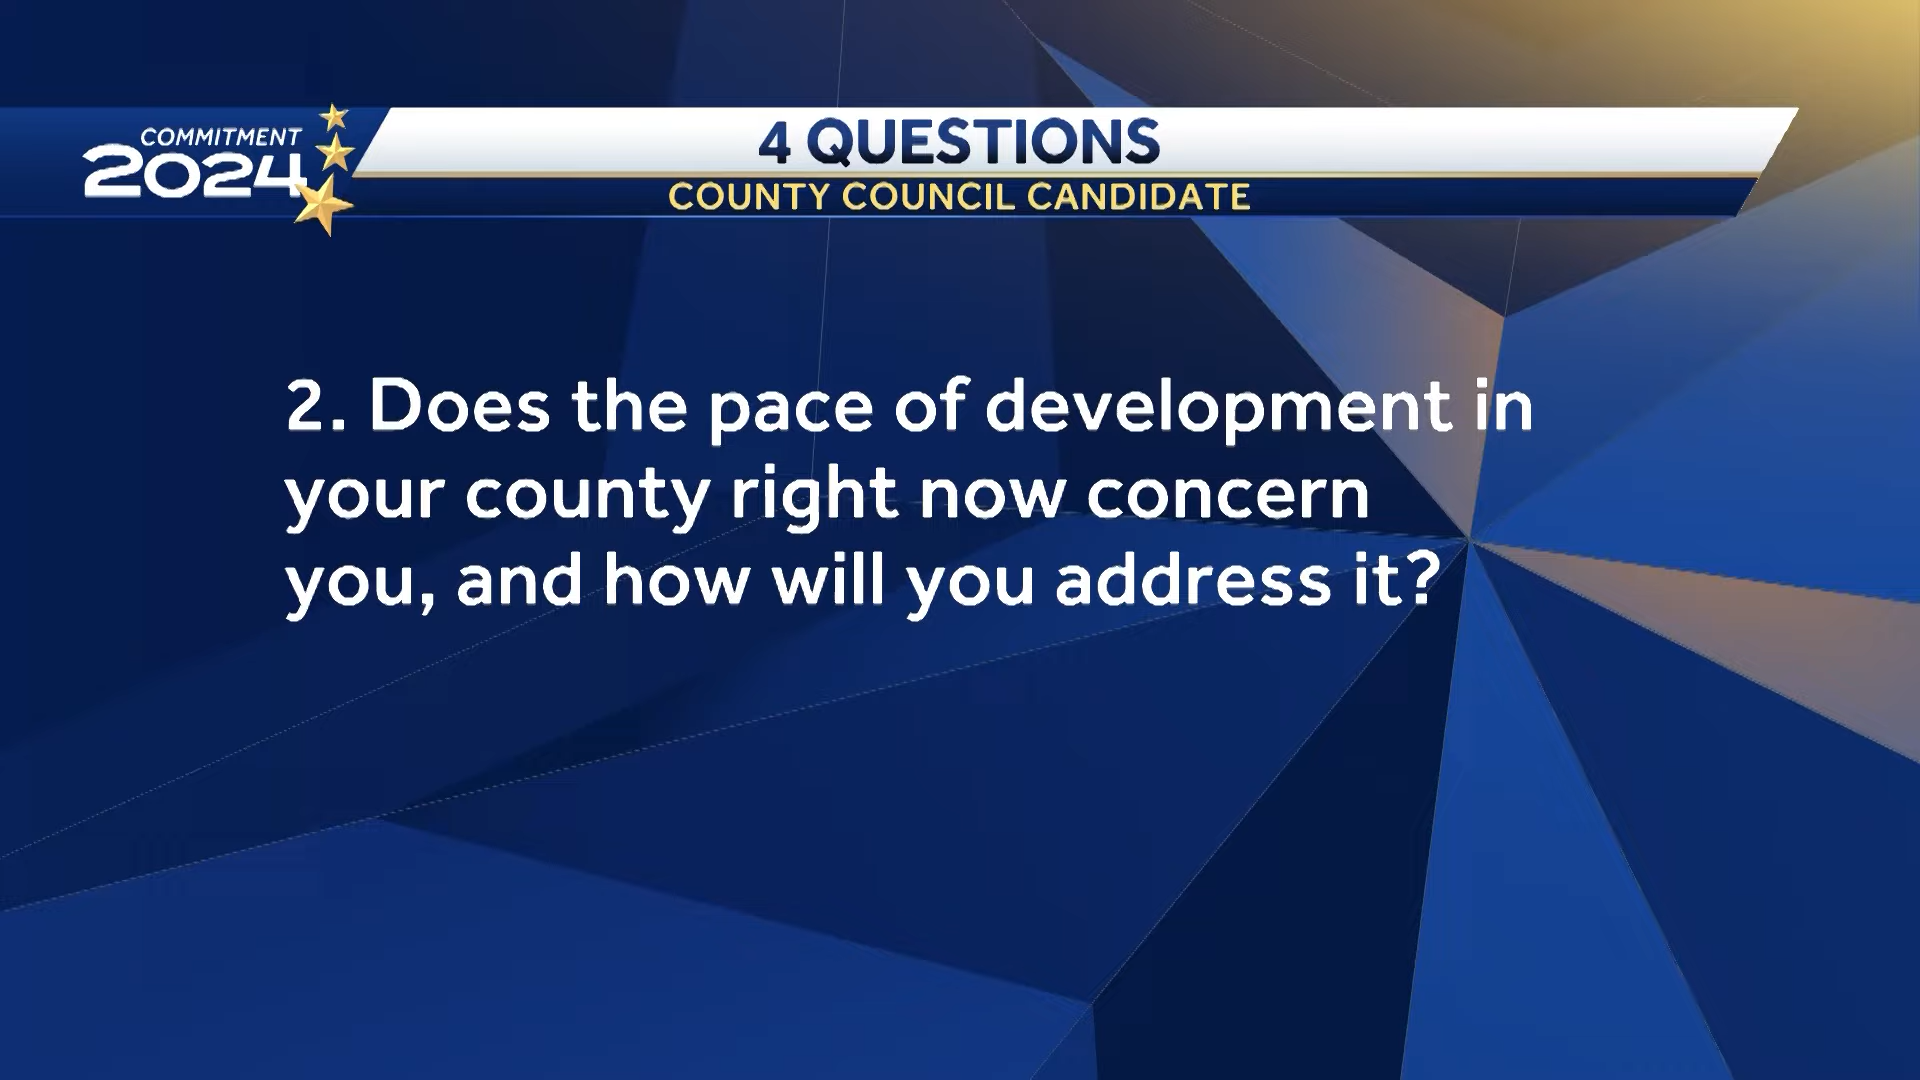 COMMITMENT
2024
4 QUESTIONS
COUNTY COUNCIL CANDIDATE
2. Does the pace of development in
your county right now concern
you, and how will you address it?